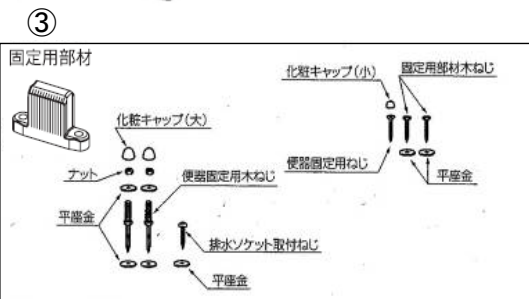 ③
固定用部材
化粧キャップ(小)
固定用部材木ねじ
化粧キャップ(大)
便器固定用ねじ
平座金
ナット
便器固定用木ねじ
平座金
排水ソケット取付ねじ
平座金